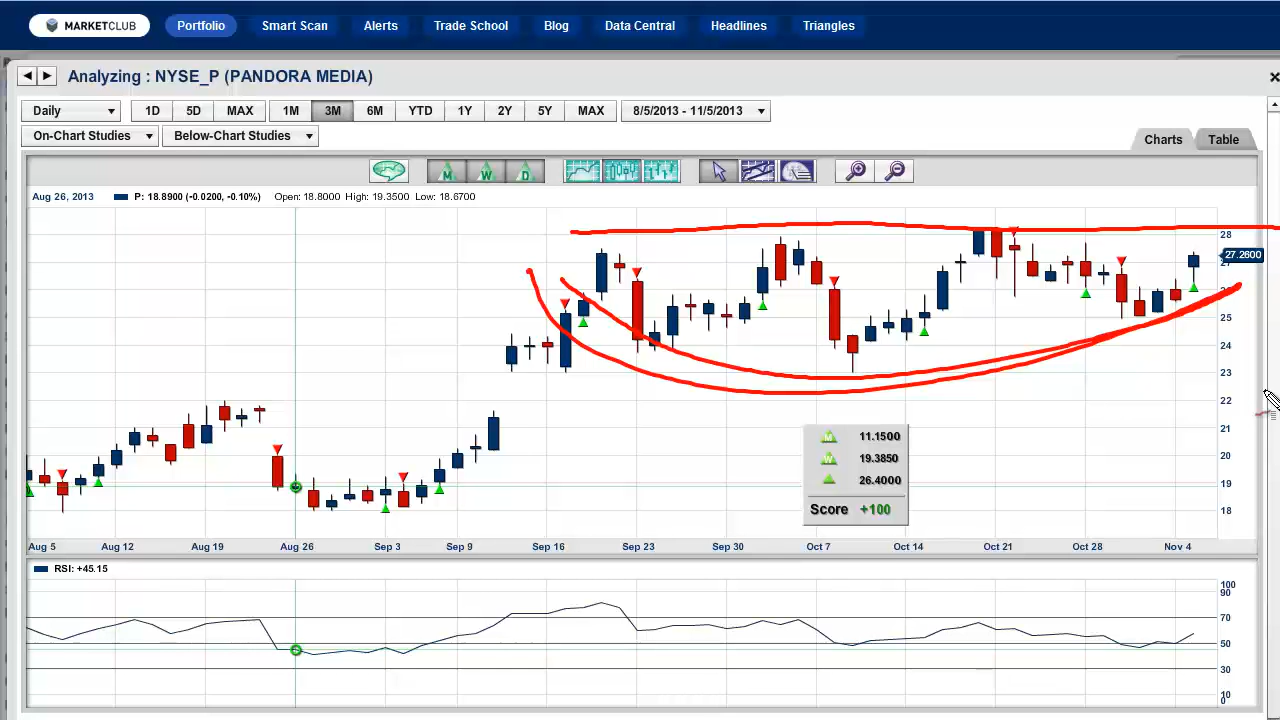 MARKETCLUB Portfolio Smart Scan Alerts Trade School Blog Data Central Headlines Triangles
Analyzing : NYSE_P (PANDORA MEDIA)
Daily 1D 5D MAX 1M 3M 6M YTD 1Y 2Y 5Y MAX 8/5/2013 - 11/5/2013
On-Chart Studies Below-Chart Studies Charts Table
M W D
Aug 26, 2013 P: 18.8900 (-0.0200, -0.10%) Open: 18.8000 High: 19.3500 Low: 18.6700
28
27.2600
25
24
23
22
21
20
19
18
M 11.1500
W 19.3850
26.4000
Score +100
Aug 5 Aug 12 Aug 19 Aug 26 Sep 3 Sep 9 Sep 16 Sep 23 Sep 30 Oct 7 Oct 14 Oct 21 Oct 28 Nov 4
RSI: +45.15
100
90
70
50
30
10
0